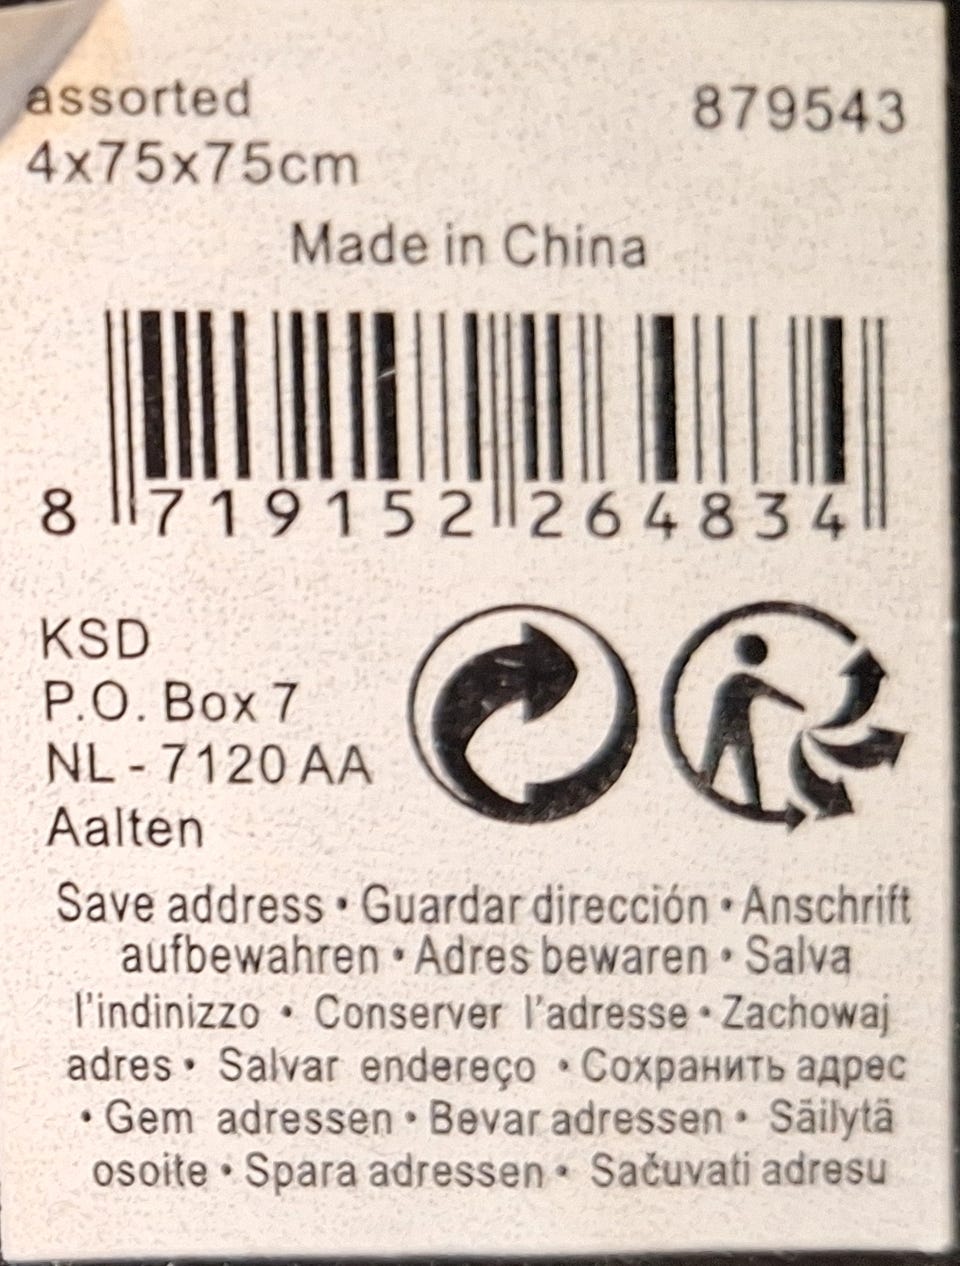 assorted 879543
4x75x75cm
Made in China
8 719152 264834
KSD
P.O. Box 7
NL - 7120 AA
Aalten
Save address • Guardar dirección • Anschrift
aufbewahren • Adres bewaren • Salva
l'indinizzo • Conserver l'adresse • Zachowaj
adres • Salvar endereço • Сохранить адрес
• Gem adressen • Bevar adressen • Säilytä
osoite • Spara adressen • Sačuvati adresu